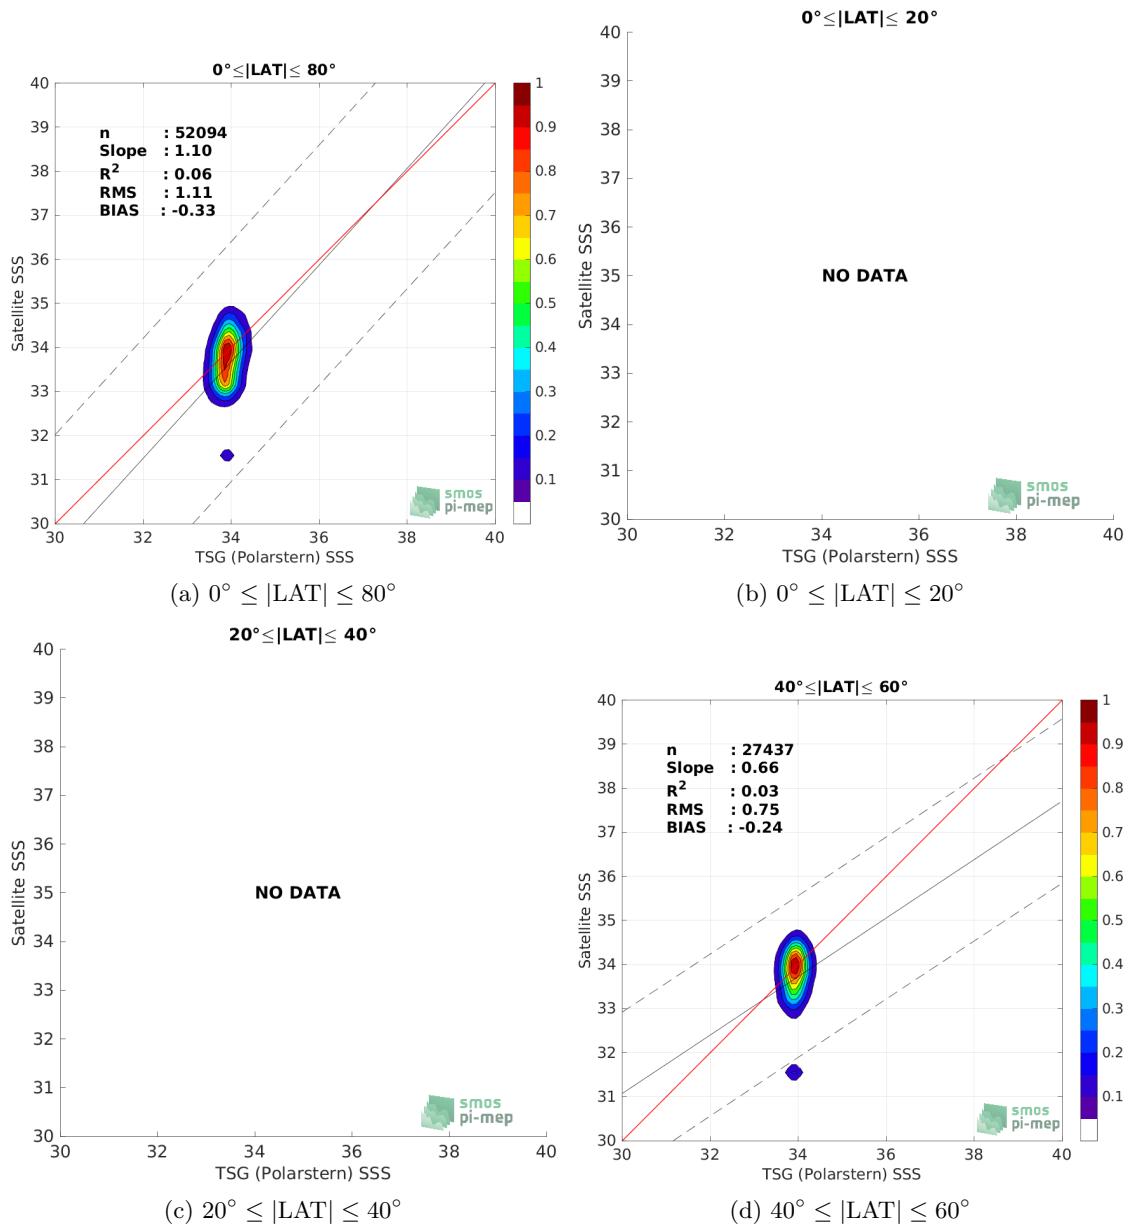 0°≤|LAT|≤ 80°
40
39
38
37
36
35
34
33
32
31
30
Satellite SSS
n : 52094
Slope : 1.10
R² : 0.06
RMS : 1.11
BIAS : -0.33
smos
pi-mep
30 32 34 36 38 40
TSG (Polarstern) SSS
1
0.9
0.8
0.7
0.6
0.5
0.4
0.3
0.2
0.1
(a) 0° ≤ |LAT| ≤ 80°
0°≤|LAT|≤ 20°
40
39
38
37
36
35
34
33
32
31
30
Satellite SSS
NO DATA
smos
pi-mep
30 32 34 36 38 40
TSG (Polarstern) SSS
(b) 0° ≤ |LAT| ≤ 20°
20°≤|LAT|≤ 40°
40
39
38
37
36
35
34
33
32
31
30
Satellite SSS
NO DATA
smos
pi-mep
30 32 34 36 38 40
TSG (Polarstern) SSS
(c) 20° ≤ |LAT| ≤ 40°
40°≤|LAT|≤ 60°
40
39
38
37
36
35
34
33
32
31
30
Satellite SSS
n : 27437
Slope : 0.66
R² : 0.03
RMS : 0.75
BIAS : -0.24
smos
pi-mep
30 32 34 36 38 40
TSG (Polarstern) SSS
1
0.9
0.8
0.7
0.6
0.5
0.4
0.3
0.2
0.1
(d) 40° ≤ |LAT| ≤ 60°